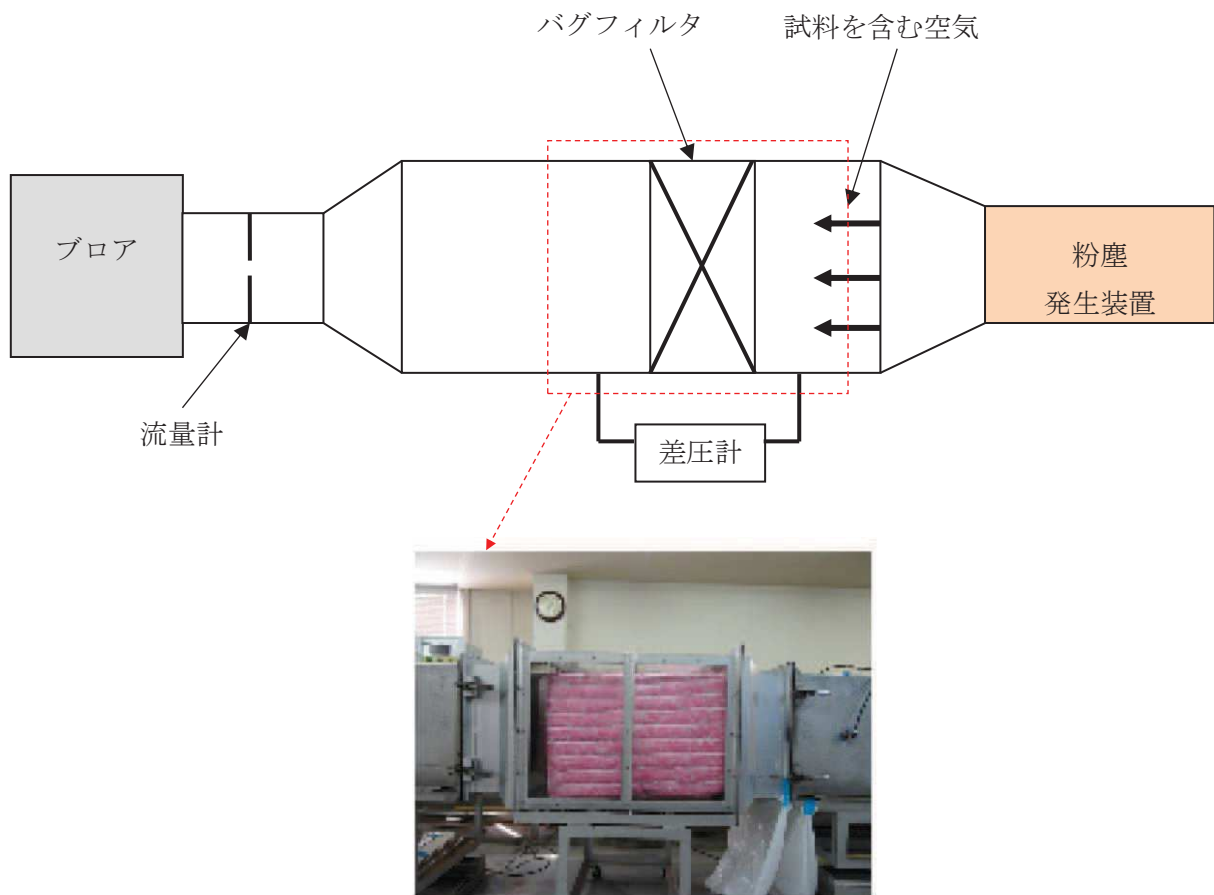 バグフィルタ
試料を含む空気
ブロア
粉塵
発生装置
流量計
差圧計